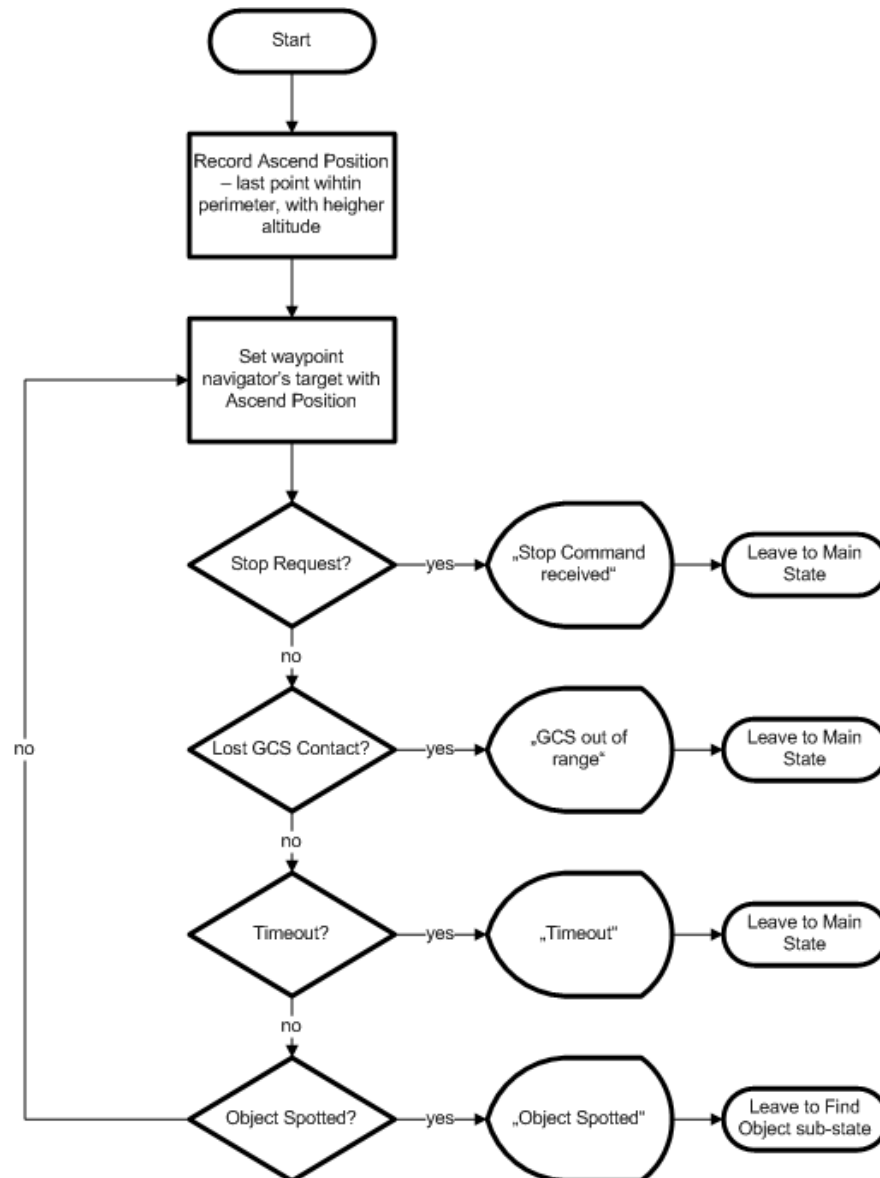 Start
Record Ascend Position
– last point wihtin
perimeter, with heigher
altitude
Set waypoint
navigator's target with
Ascend Position
Stop Request?
yes
„Stop Command
received“
Leave to Main
State
no
Lost GCS Contact?
yes
„GCS out of
range“
Leave to Main
State
no
no
Timeout?
yes
„Timeout“
Leave to Main
State
no
Object Spotted?
yes
„Object Spotted“
Leave to Find
Object sub-state